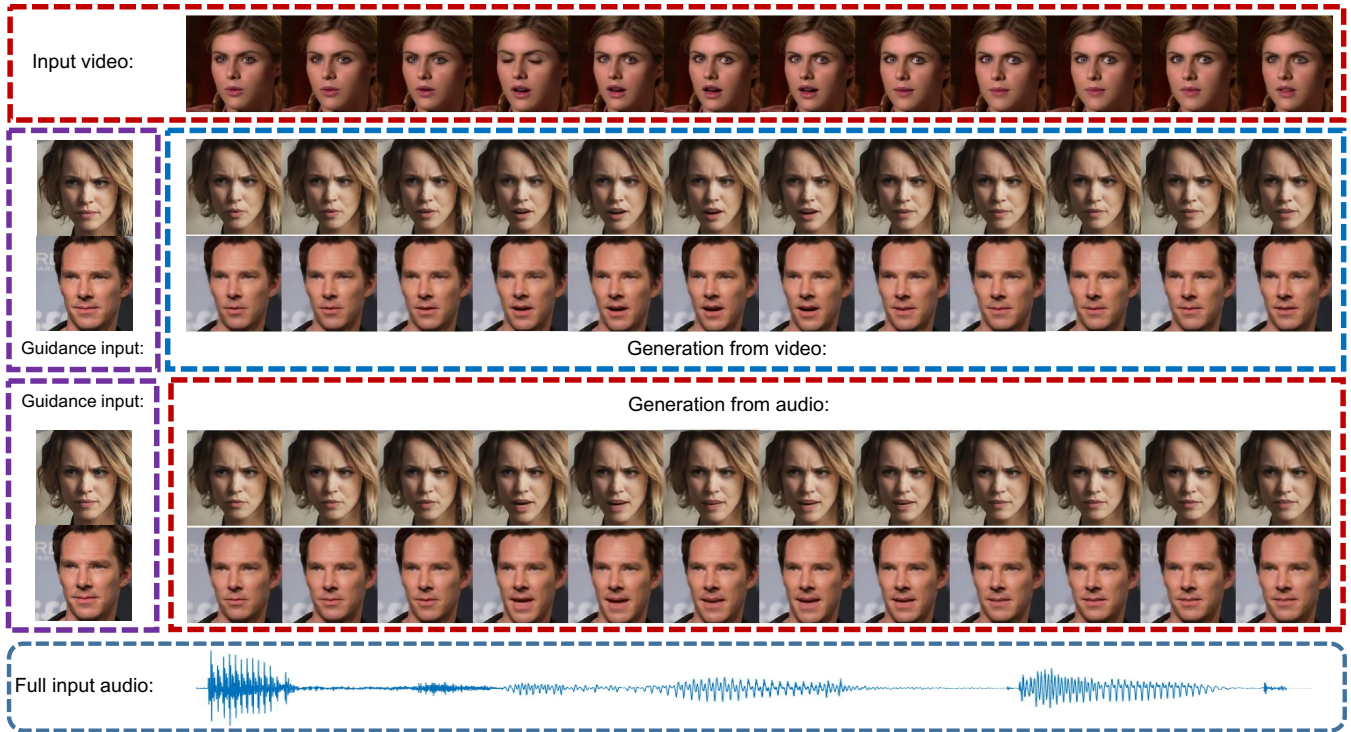 Input video:
Guidance input:
Generation from video:
Guidance input:
Generation from audio:
Full input audio: